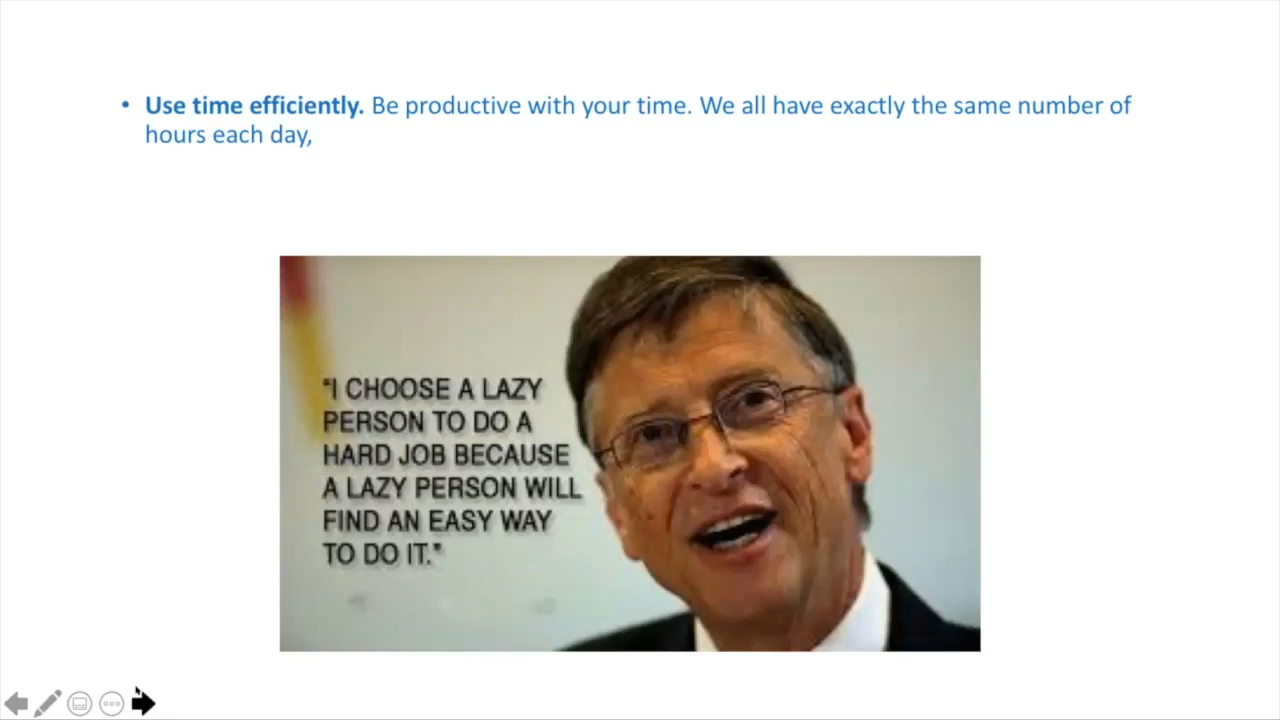 • Use time efficiently. Be productive with your time. We all have exactly the same number of
hours each day,
"I CHOOSE A LAZY
PERSON TO DO A
HARD JOB BECAUSE
A LAZY PERSON WILL
FIND AN EASY WAY
TO DO IT."